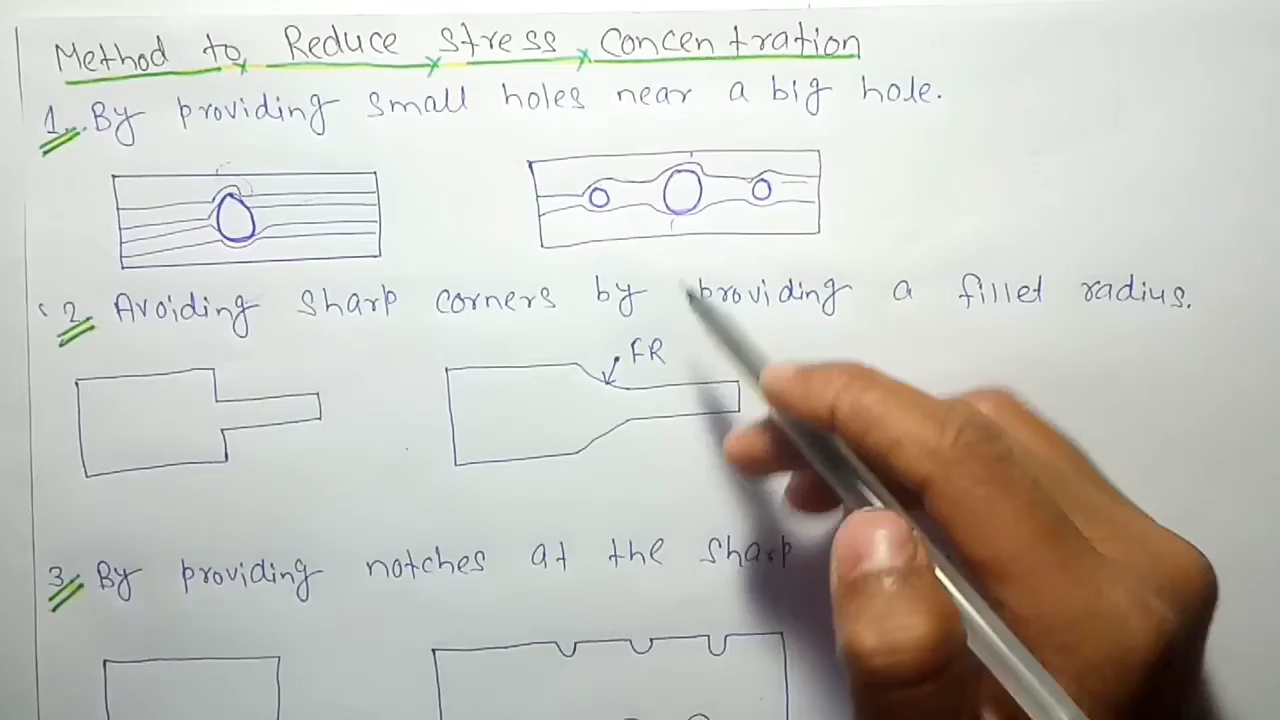 Method to Reduce Stress Concentration
1. By providing small holes near a big hole.
2. Avoiding sharp corners by providing a fillet radius.
FR
3. By providing notches at the sharp